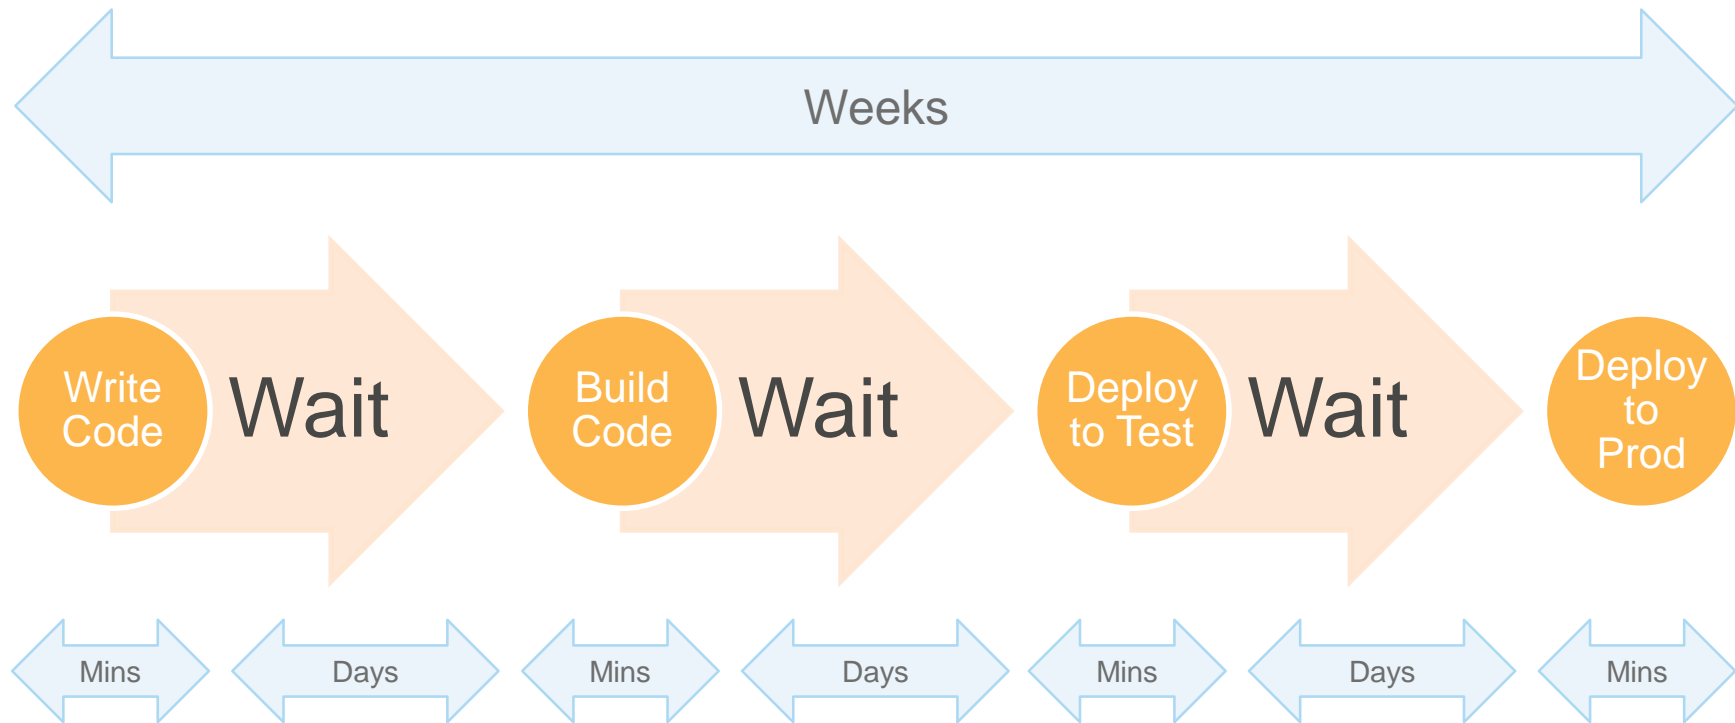 Weeks
Write
Code
Wait
Build
Code
Wait
Deploy
to Test
Wait
Deploy
to
Prod
Mins
Days
Mins
Days
Mins
Days
Mins